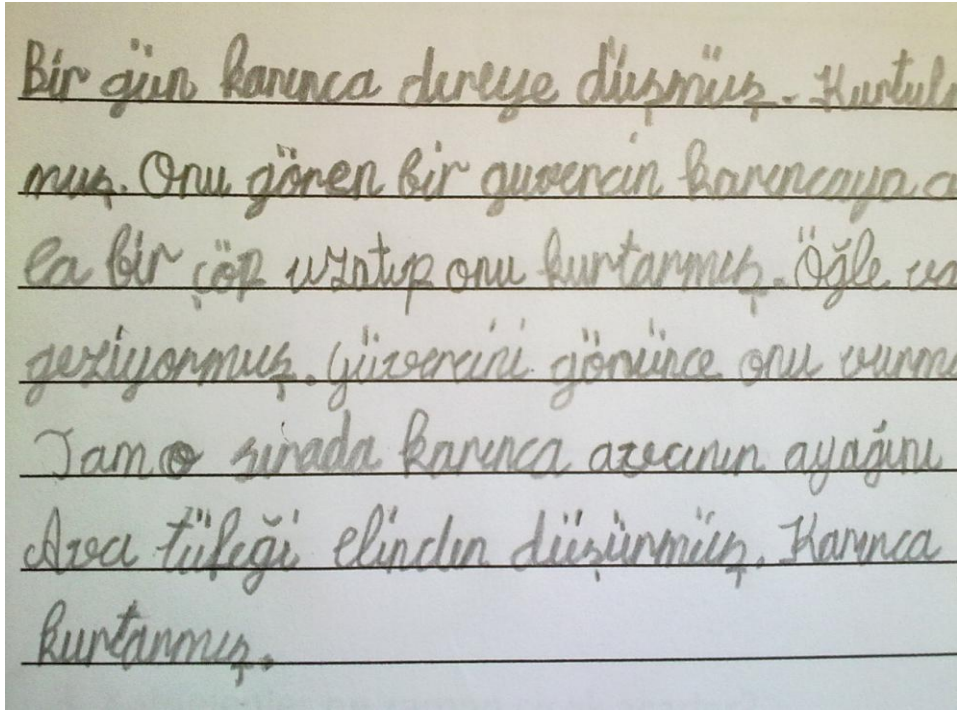 Bir gün karınca dereye düşmüş. Kurtul
muş. Onu gören bir guvercin karıncaya
la bir çöp uzatıp onu kurtarmış. Öğle
geziyormuş. Güvercini görünce onu vurm
Tam o sırada karınca avcının ayağını
Avcı tüfeği elinden düşürmüş. Karınca
kurtarmış.